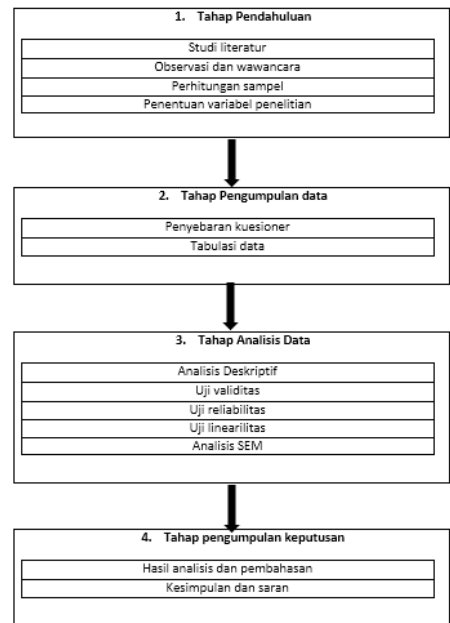 1. Tahap Pendahuluan
Studi literatur
Observasi dan wawancara
Perhitungan sampel
Penentuan variabel penelitian
2. Tahap Pengumpulan data
Penyebaran kuesioner
Tabulasi data
3. Tahap Analisis Data
Analisis Deskriptif
Uji validitas
Uji reliabilitas
Uji linearilitas
Analisis SEM
4. Tahap pengumpulan keputusan
Hasil analisis dan pembahasan
Kesimpulan dan saran